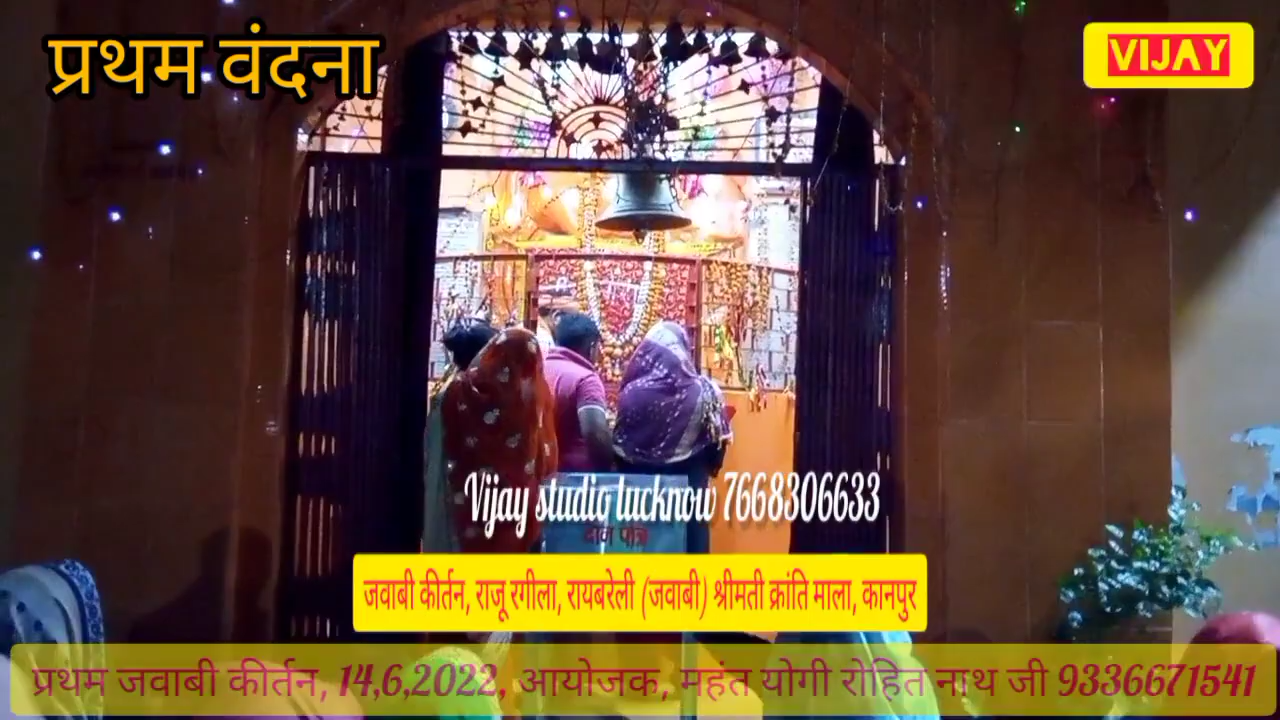 प्रथम वंदना
VIJAY
Vijay studio lucknow 7668306633
दान पात्र
जवाबी कीर्तन, राजू रगीला, रायबरेली (जवाबी) श्रीमती क्रांति माला, कानपुर
प्रथम जवाबी कीर्तन, 14,6,2022, आयोजक, महंत योगी रोहित नाथ जी 9336671541